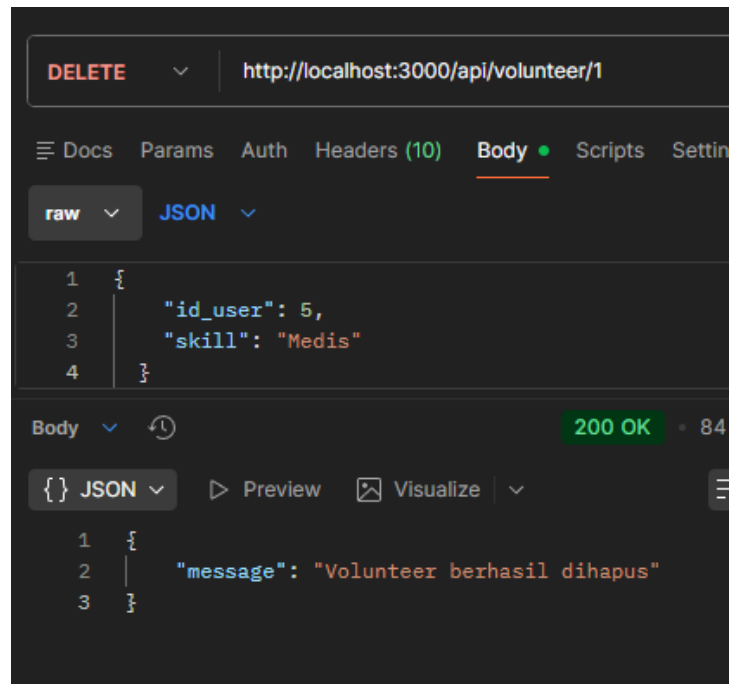 DELETE http://localhost:3000/api/volunteer/1
Docs Params Auth Headers (10) Body Scripts Settin
raw JSON
1 {
2 "id_user": 5,
3 "skill": "Medis"
4 }
Body 200 OK 84
{} JSON Preview Visualize
1 {
2 "message": "Volunteer berhasil dihapus"
3 }